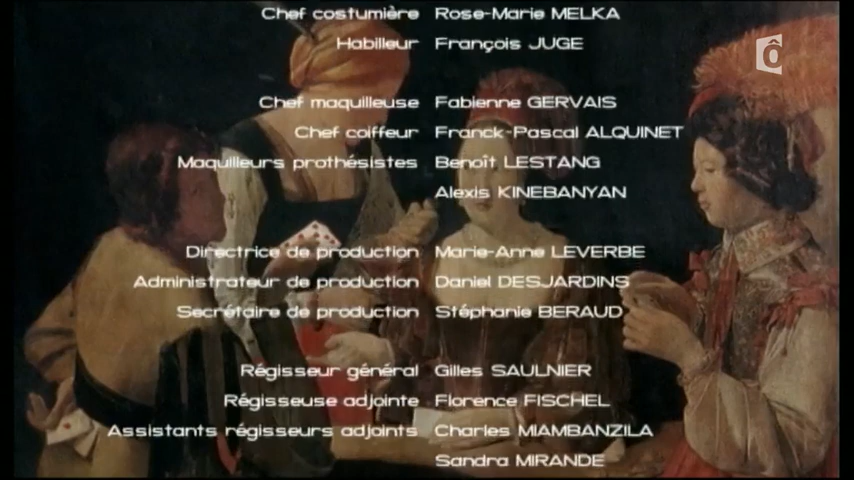 Chef costumière Rose-Marie MELKA
Habilleur François JUGE
Chef maquilleuse Fabienne GERVAIS
Chef coiffeur Franck-Pascal ALQUINET
Maquilleurs prothésistes Benoît LESTANG
Alexis KINEBANYAN
Directrice de production Marie-Anne LEVERBE
Administrateur de production Daniel DESJARDINS
Secrétaire de production Stéphanie BERAUD
Régisseur général Gilles SAULNIER
Régisseuse adjointe Florence FISCHEL
Assistants régisseurs adjoints Charles MIAMBANZILA
Sandra MIRANDE